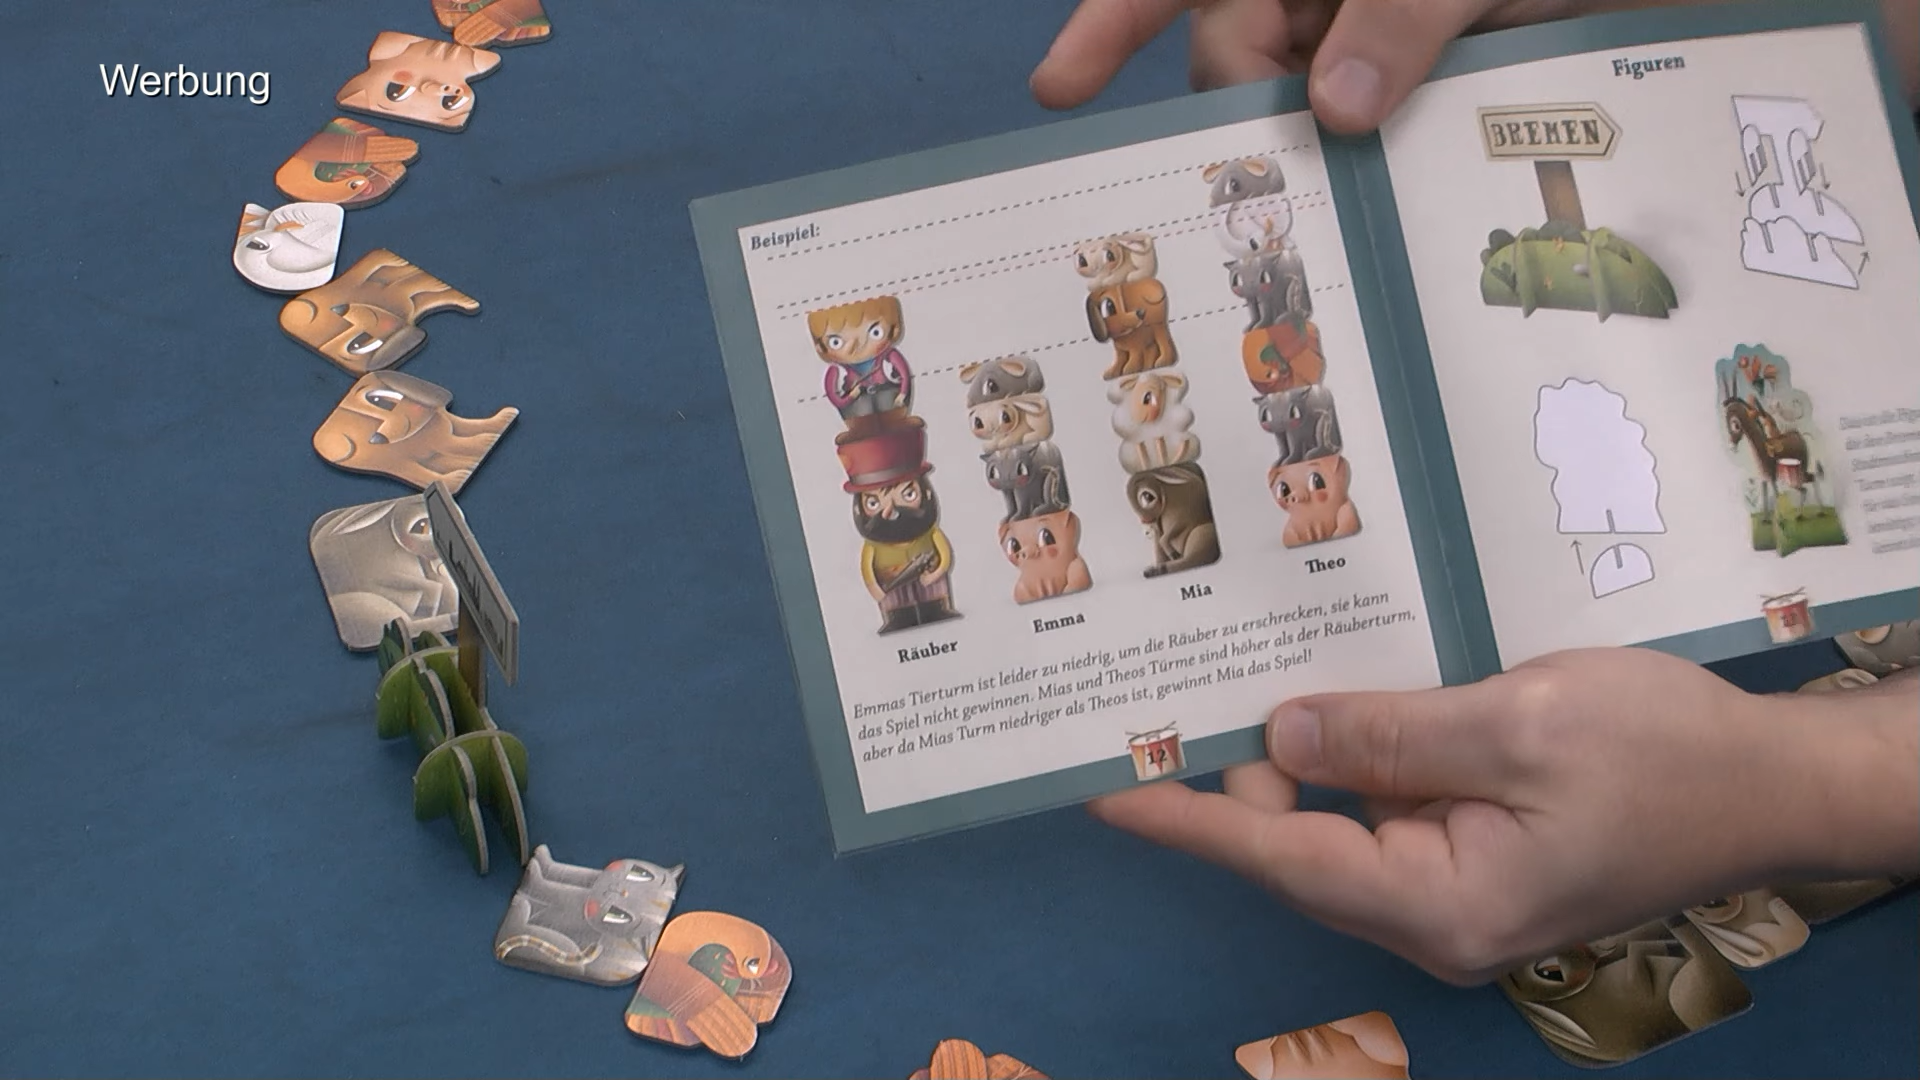 Werbung
Beispiel:
Räuber
Emma
Mia
Theo
Emmas Tierturm ist leider zu niedrig, um die Räuber zu erschrecken, sie kann
das Spiel nicht gewinnen. Mias und Theos Türme sind höher als der Räuberturm,
aber da Mias Turm niedriger als Theos ist, gewinnt Mia das Spiel!
12
Figuren
BREMEN